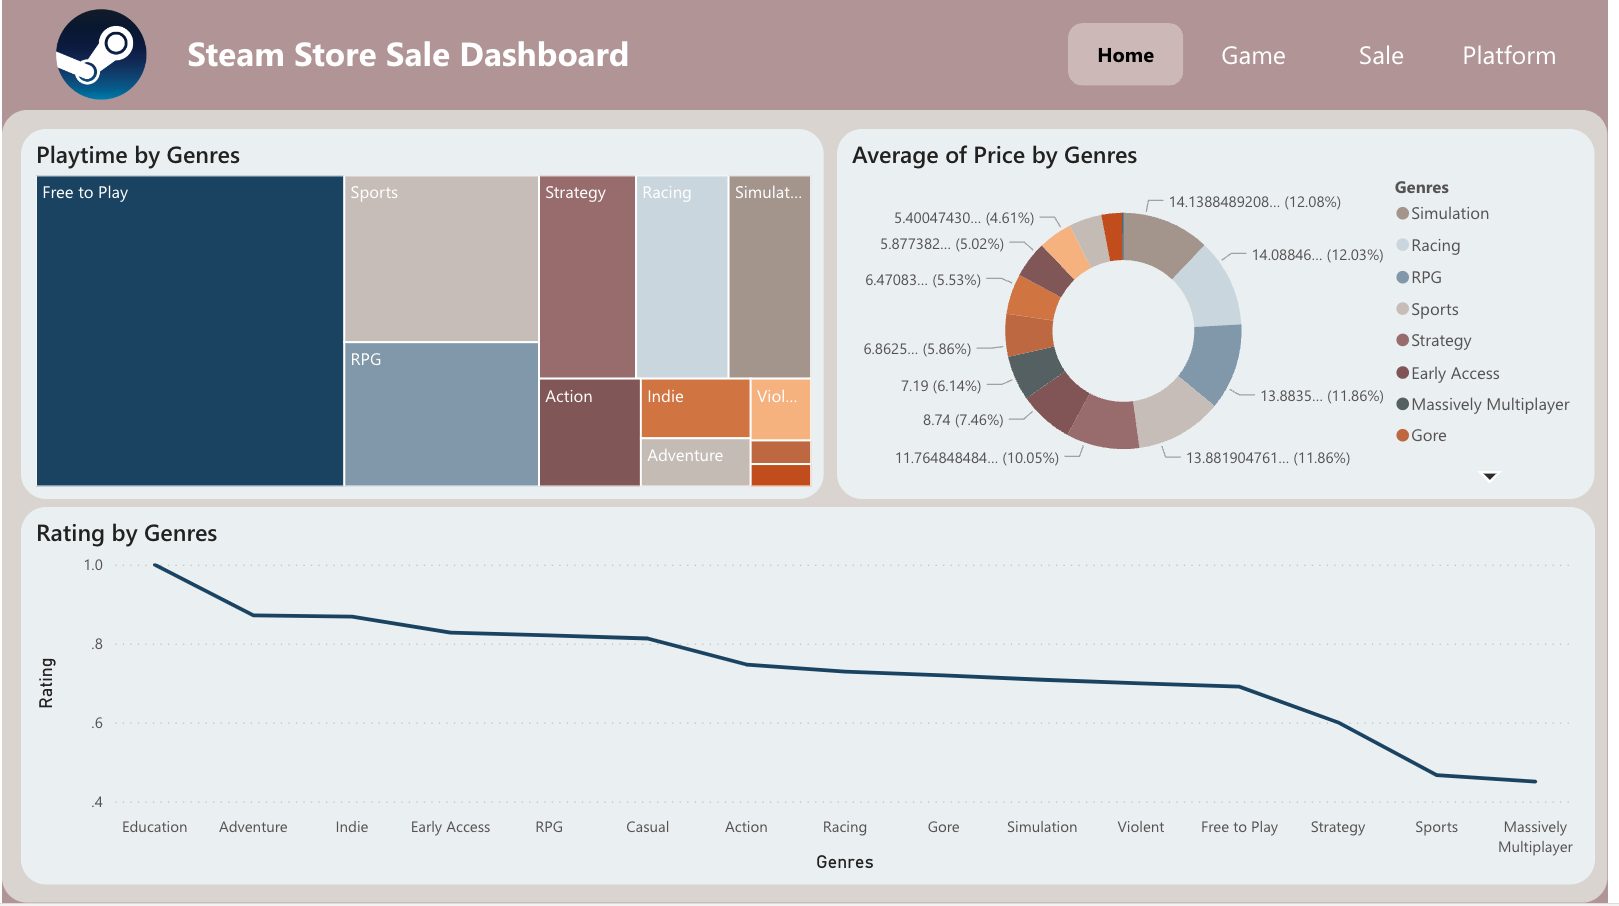 Steam Store Sale Dashboard
Home
Game
Sale
Platform
Playtime by Genres
Free to Play
Sports
Strategy
Racing
Simulat...
RPG
Action
Indie
Viol...
Adventure
Average of Price by Genres
14.1388489208... (12.08%)
14.08846... (12.03%)
13.8835... (11.86%)
13.881904761... (11.86%)
11.764848484... (10.05%)
8.74 (7.46%)
7.19 (6.14%)
6.8625... (5.86%)
6.47083... (5.53%)
5.877382... (5.02%)
5.40047430... (4.61%)
Genres
Simulation
Racing
RPG
Sports
Strategy
Early Access
Massively Multiplayer
Gore
Rating by Genres
Rating
1.0
.8
.6
.4
Education
Adventure
Indie
Early Access
RPG
Casual
Action
Racing
Gore
Simulation
Violent
Free to Play
Strategy
Sports
Massively
Multiplayer
Genres